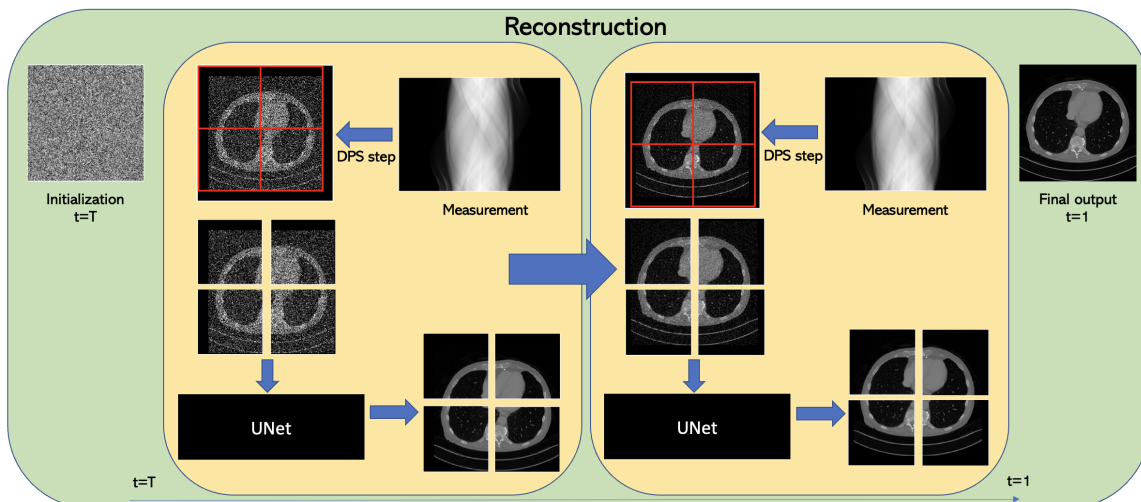 Reconstruction
Initialization
t=T
DPS step
Measurement
UNet
DPS step
Measurement
UNet
Final output
t=1
t=T
t=1